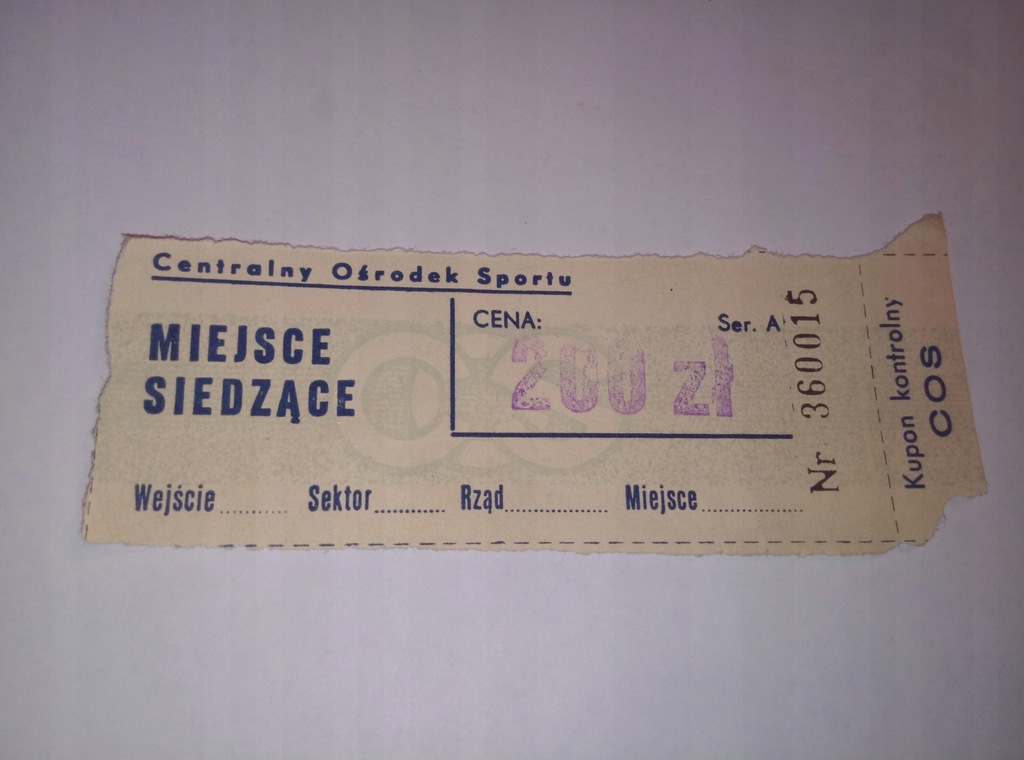 Centralny Ośrodek Sportu
MIEJSCE
SIEDZĄCE
CENA:
Ser. A
200 zł
Wejście.......... Sektor.......... Rząd............... Miejsce...............
Nr 360015
Kupon kontrolny
COS